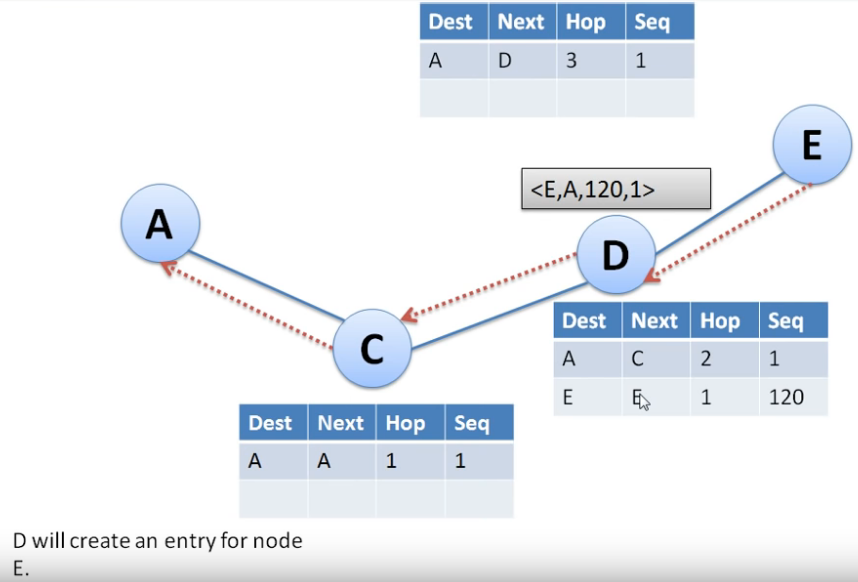 Dest Next Hop Seq
A D 3 1
E
<E,A,120,1>
A
D
Dest Next Hop Seq
A C 2 1
E E 1 120
C
Dest Next Hop Seq
A A 1 1
D will create an entry for node
E.